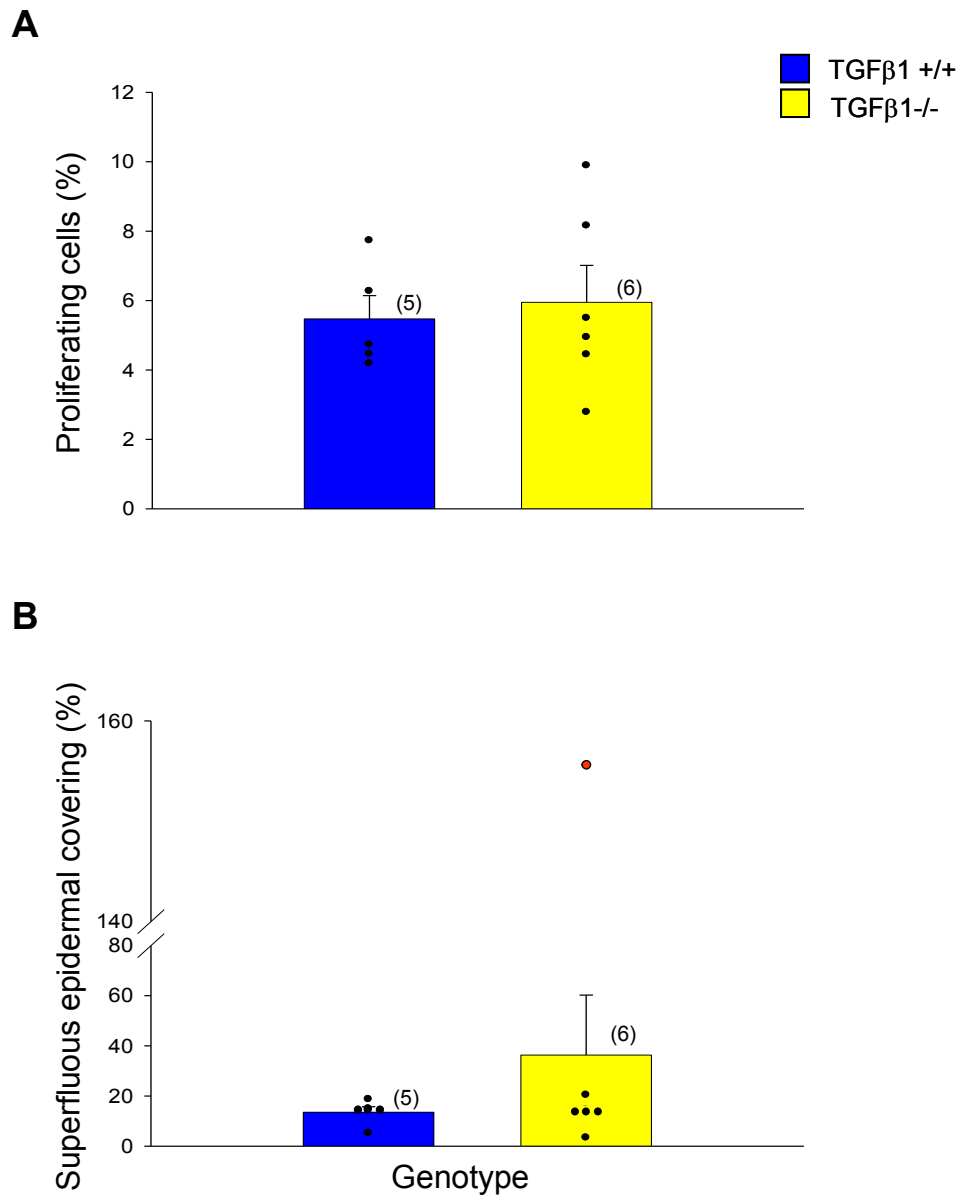 A
TGFβ1 +/+
TGFβ1-/-
Proliferating cells (%)
12
10
8
6
4
2
0
(5)
(6)
B
Superfluous epidermal covering (%)
160
140
80
60
40
20
0
(5)
(6)
Genotype